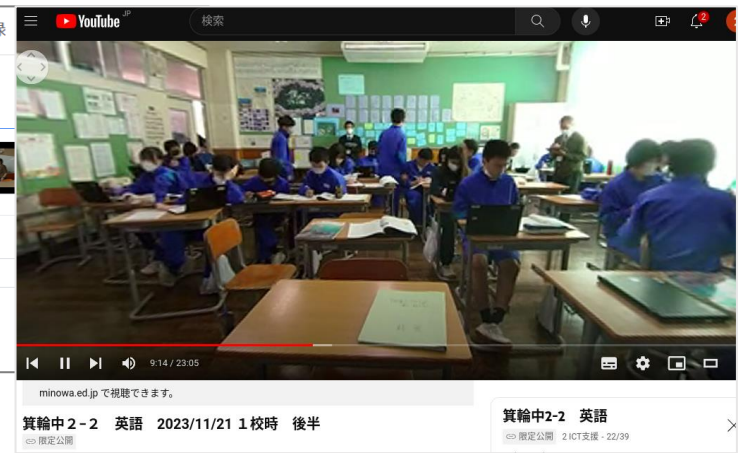 録
YouTube JP
検索
2
9:14 / 23:05
minowa.ed.jp で視聴できます。
箕輪中２−２ 英語 2023/11/21 １校時 後半
限定公開
箕輪中2-2 英語
限定公開 2 ICT支援 - 22/39